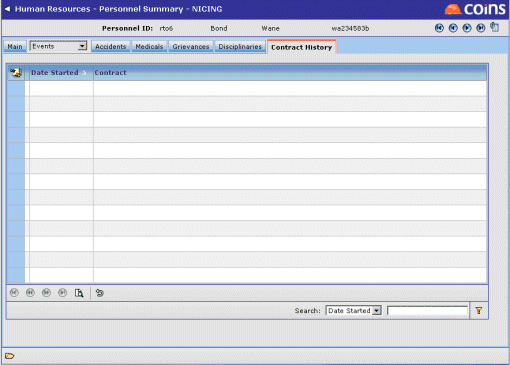 Human Resources - Personnel Summary - NICING
coins
Personnel ID: rto6 Bond Wane wa234583b
Main Events Accidents Medicals Grievances Disciplinaries Contract History
Date Started Contract
Search: Date Started